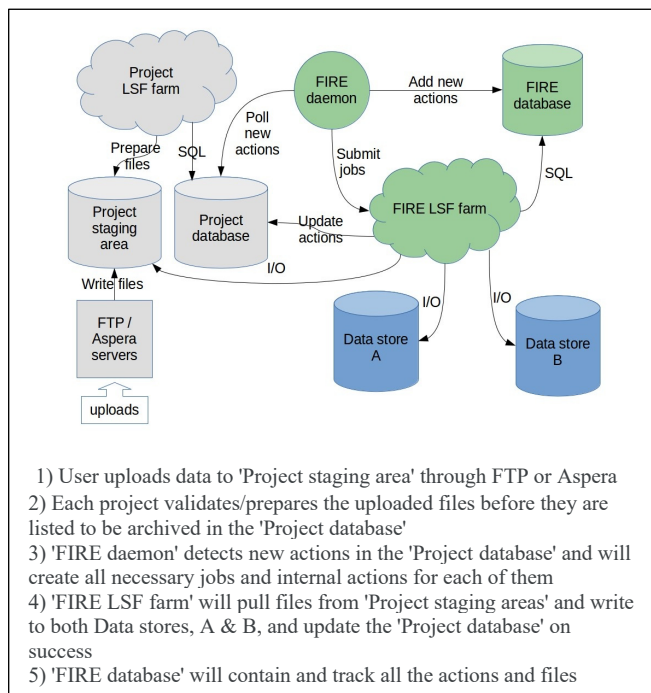 Project
LSF farm
FIRE
daemon
Add new
actions
FIRE
database
Poll
new
actions
Prepare
files
SQL
Submit
jobs
FIRE LSF farm
SQL
Project
staging
area
Project
database
Update
actions
I/O
Write files
I/O
I/O
FTP /
Aspera
servers
Data store
A
Data store
B
uploads
1) User uploads data to 'Project staging area' through FTP or Aspera
2) Each project validates/prepares the uploaded files before they are
listed to be archived in the 'Project database'
3) 'FIRE daemon' detects new actions in the 'Project database' and will
create all necessary jobs and internal actions for each of them
4) 'FIRE LSF farm' will pull files from 'Project staging areas' and write
to both Data stores, A & B, and update the 'Project database' on
success
5) 'FIRE database' will contain and track all the actions and files